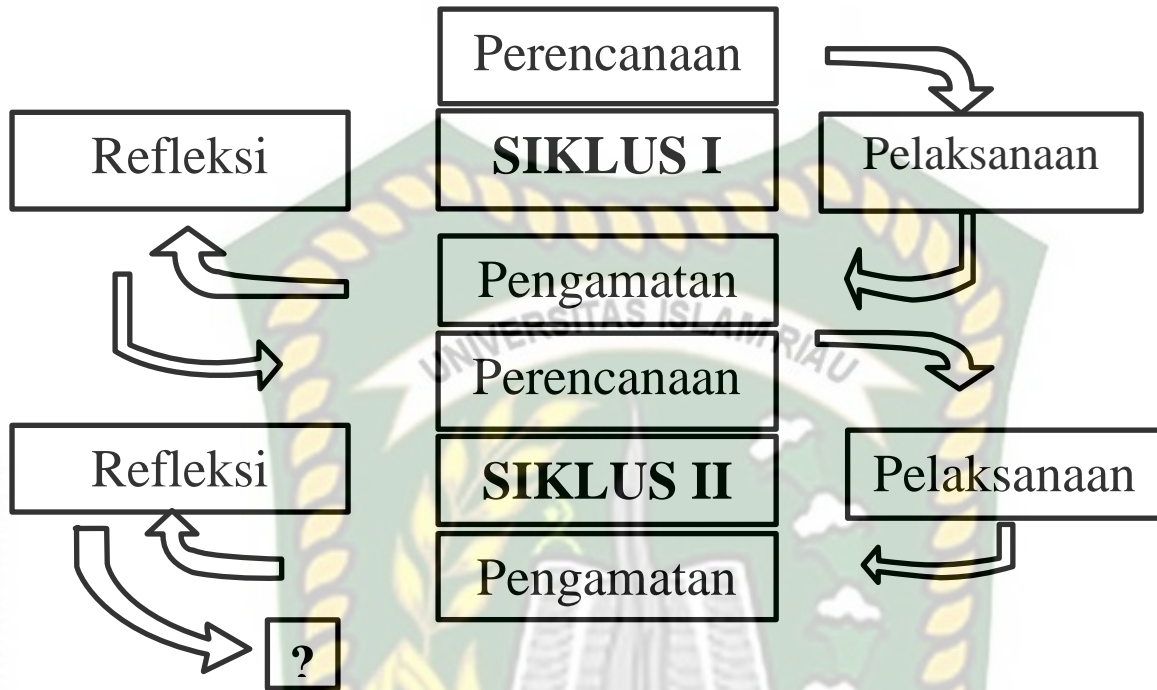 Perencanaan
Refleksi
SIKLUS I
Pelaksanaan
Pengamatan
UNIVERSITAS ISLAM RIAU
Perencanaan
Refleksi
SIKLUS II
Pelaksanaan
Pengamatan
?